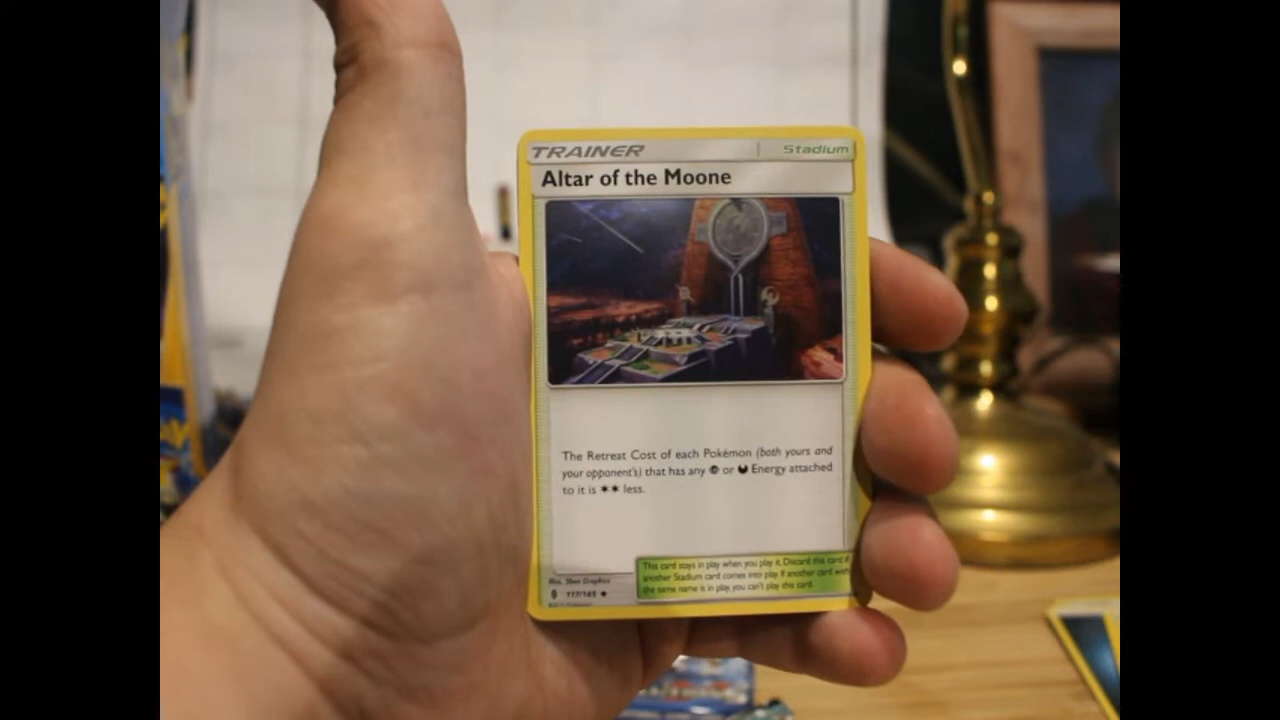 TRAINER Stadium
Altar of the Moone
The Retreat Cost of each Pokémon (both yours and
your opponent's) that has any or Energy attached
to it is less.
This card stays in play when you play it. Discard this card if
another Stadium card comes into play. If another card with
the same name is in play, you can't play this card.
Illus. 5ban Graphics
117/145